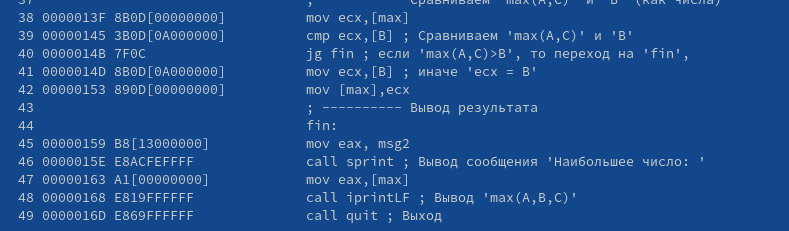 37 ; ---------- Сравниваем 'max(A,C)' и 'B' (как числа)
38 0000013F 8B0D[00000000] mov ecx,[max]
39 00000145 3B0D[0A000000] cmp ecx,[B] ; Сравниваем 'max(A,C)' и 'B'
40 0000014B 7F0C jg fin ; если 'max(A,C)>B', то переход на 'fin',
41 0000014D 8B0D[0A000000] mov ecx,[B] ; иначе 'ecx = B'
42 00000153 890D[00000000] mov [max],ecx
43 ; ---------- Вывод результата
44 fin:
45 00000159 B8[13000000] mov eax, msg2
46 0000015E E8ACFEFFFF call sprint ; Вывод сообщения 'Наибольшее число: '
47 00000163 A1[00000000] mov eax,[max]
48 00000168 E819FFFFFF call iprintLF ; Вывод 'max(A,B,C)'
49 0000016D E869FFFFFF call quit ; Выход